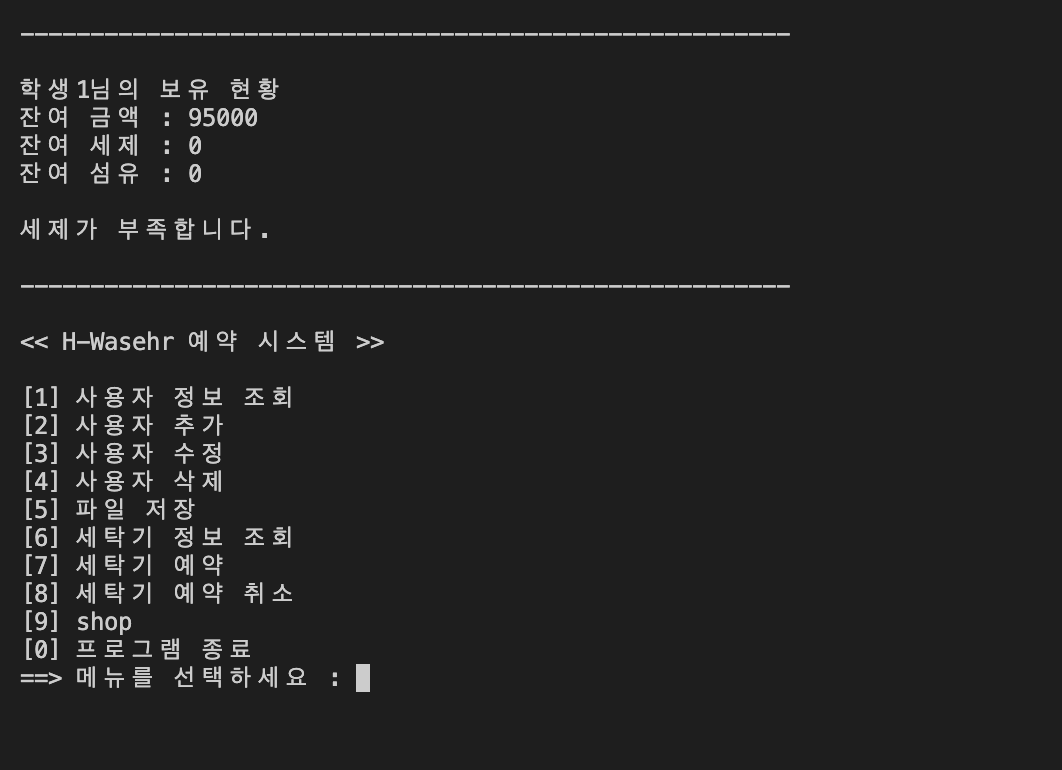 -------------------------------------------------------
학생1님의 보유 현황
잔여 금액 : 95000
잔여 세제 : 0
잔여 섬유 : 0
세제가 부족합니다.
-------------------------------------------------------
<< H-Wasehr 예약 시스템 >>
[1] 사용자 정보 조회
[2] 사용자 추가
[3] 사용자 수정
[4] 사용자 삭제
[5] 파일 저장
[6] 세탁기 정보 조회
[7] 세탁기 예약
[8] 세탁기 예약 취소
[9] shop
[0] 프로그램 종료
==> 메뉴를 선택하세요 :